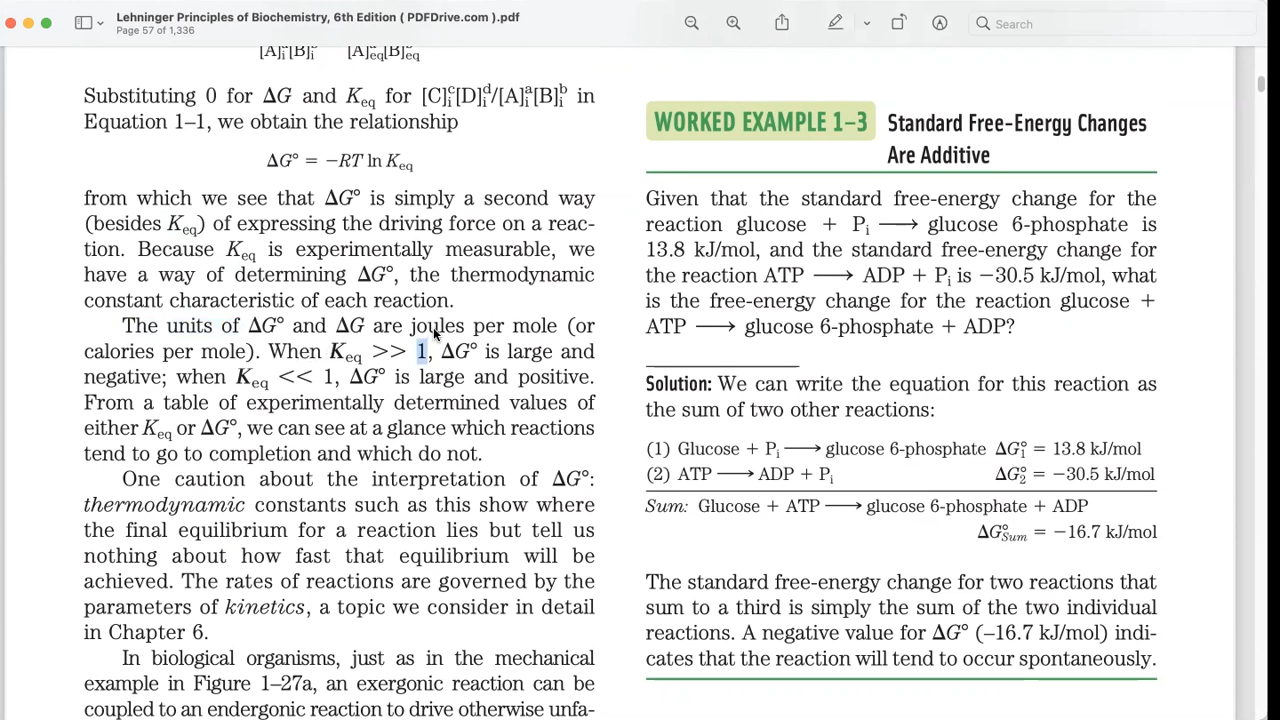 Lehninger Principles of Biochemistry, 6th Edition ( PDFDrive.com ).pdf
Page 57 of 1,336
Search
Substituting 0 for ΔG and Keq for [C]ᵢᶜ[D]ᵢᵈ/[A]ᵢᵃ[B]ᵢᵇ in
Equation 1–1, we obtain the relationship
ΔG° = −RT ln Keq
from which we see that ΔG° is simply a second way
(besides Keq) of expressing the driving force on a reac-
tion. Because Keq is experimentally measurable, we
have a way of determining ΔG°, the thermodynamic
constant characteristic of each reaction.
The units of ΔG° and ΔG are joules per mole (or
calories per mole). When Keq >> 1, ΔG° is large and
negative; when Keq << 1, ΔG° is large and positive.
From a table of experimentally determined values of
either Keq or ΔG°, we can see at a glance which reactions
tend to go to completion and which do not.
One caution about the interpretation of ΔG°:
thermodynamic constants such as this show where
the final equilibrium for a reaction lies but tell us
nothing about how fast that equilibrium will be
achieved. The rates of reactions are governed by the
parameters of kinetics, a topic we consider in detail
in Chapter 6.
In biological organisms, just as in the mechanical
example in Figure 1–27a, an exergonic reaction can be
coupled to an endergonic reaction to drive otherwise unfa-
WORKED EXAMPLE 1–3 Standard Free-Energy Changes
Are Additive
Given that the standard free-energy change for the
reaction glucose + Pᵢ ⟶ glucose 6-phosphate is
13.8 kJ/mol, and the standard free-energy change for
the reaction ATP ⟶ ADP + Pᵢ is −30.5 kJ/mol, what
is the free-energy change for the reaction glucose +
ATP ⟶ glucose 6-phosphate + ADP?
Solution: We can write the equation for this reaction as
the sum of two other reactions:
(1) Glucose + Pᵢ ⟶ glucose 6-phosphate ΔG₁° = 13.8 kJ/mol
(2) ATP ⟶ ADP + Pᵢ ΔG₂° = −30.5 kJ/mol
Sum: Glucose + ATP ⟶ glucose 6-phosphate + ADP
ΔG°Sum = −16.7 kJ/mol
The standard free-energy change for two reactions that
sum to a third is simply the sum of the two individual
reactions. A negative value for ΔG° (–16.7 kJ/mol) indi-
cates that the reaction will tend to occur spontaneously.